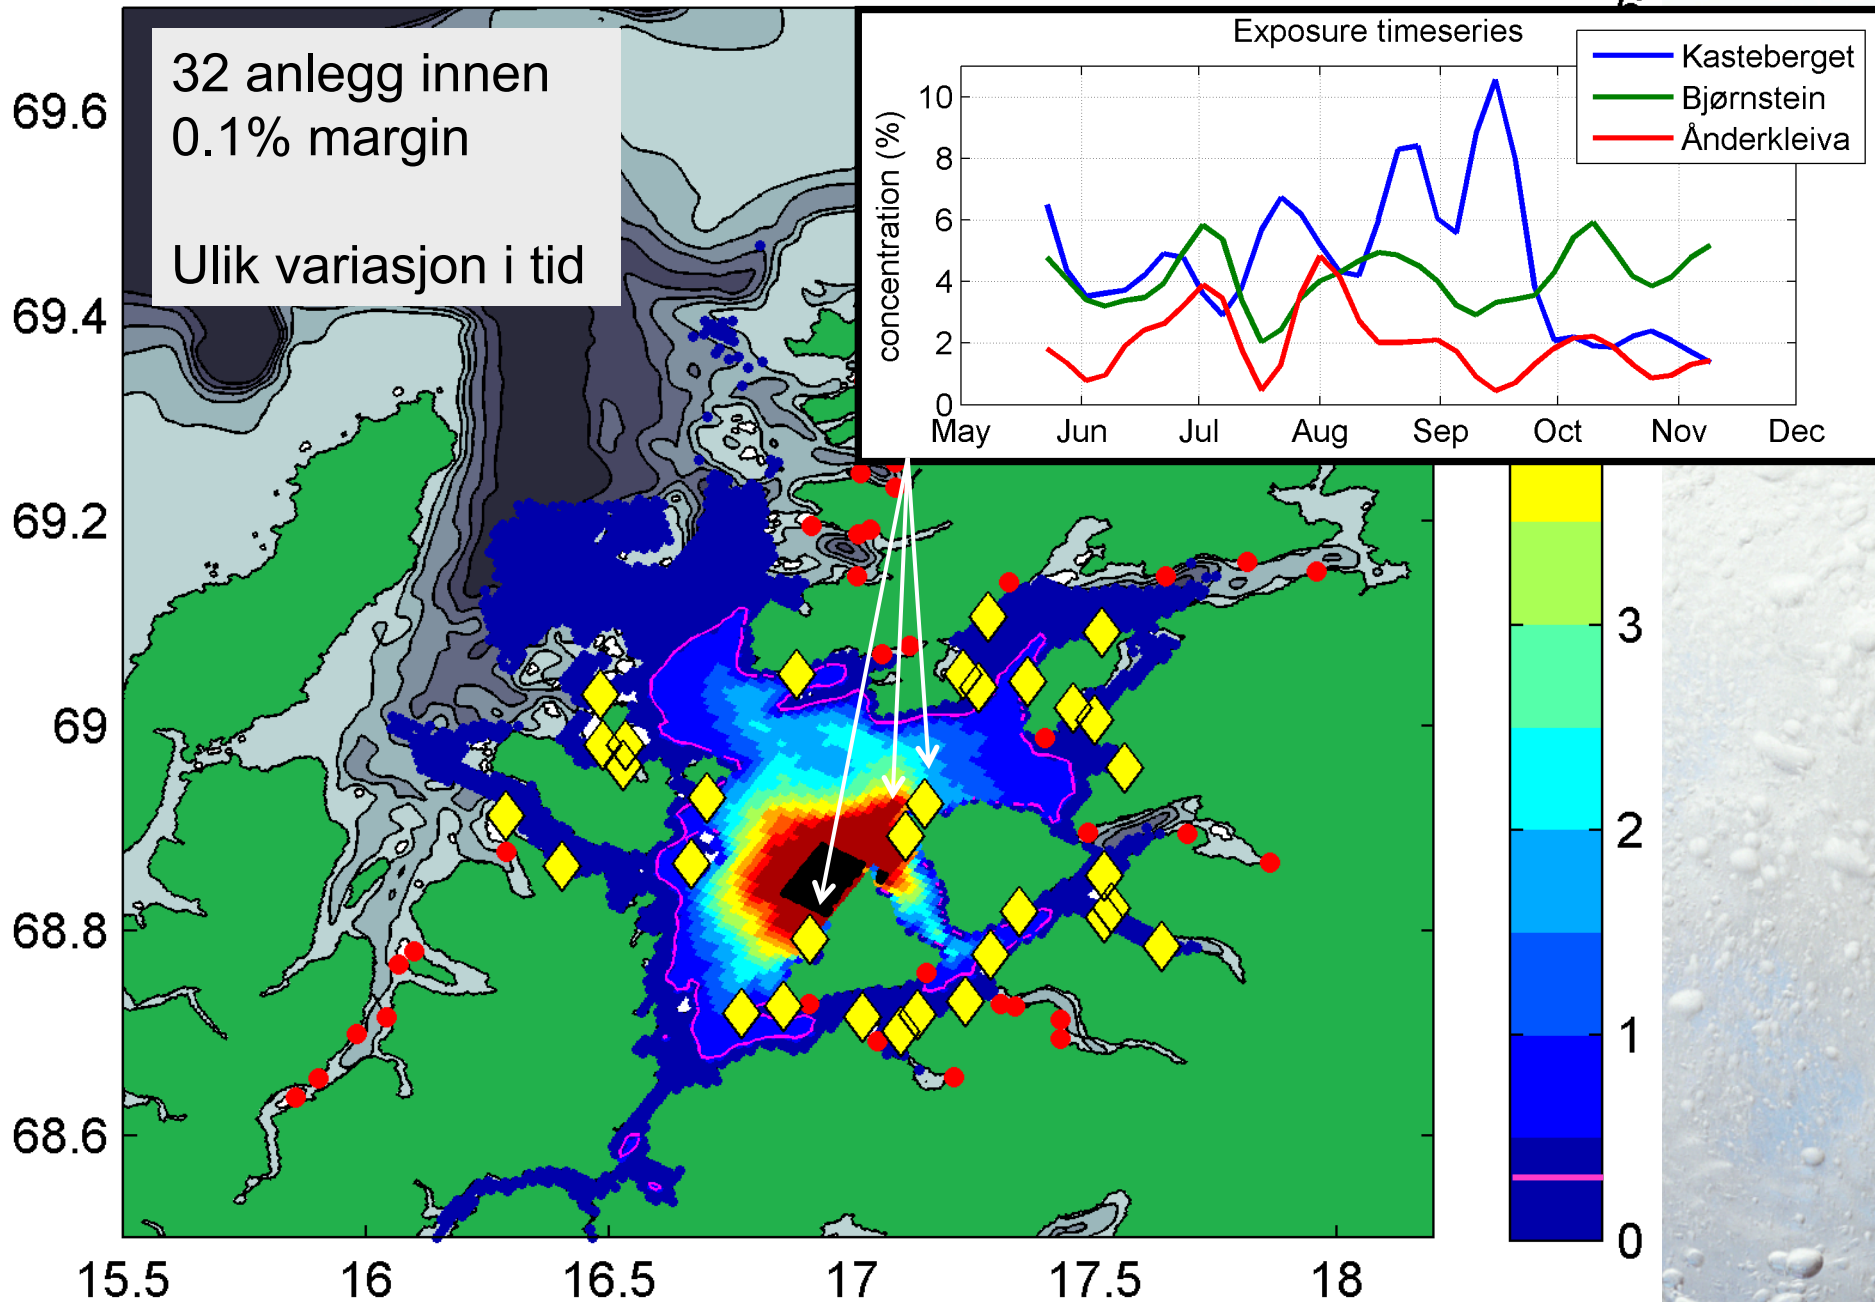 32 anlegg innen
0.1% margin
Ulik variasjon i tid
Exposure timeseries
Kasteberget
Bjørnstein
Ånderkleiva
concentration (%)
10
8
6
4
2
0
May Jun Jul Aug Sep Oct Nov Dec
69.6
69.4
69.2
69
68.8
68.6
15.5 16 16.5 17 17.5 18
3
2
1
0